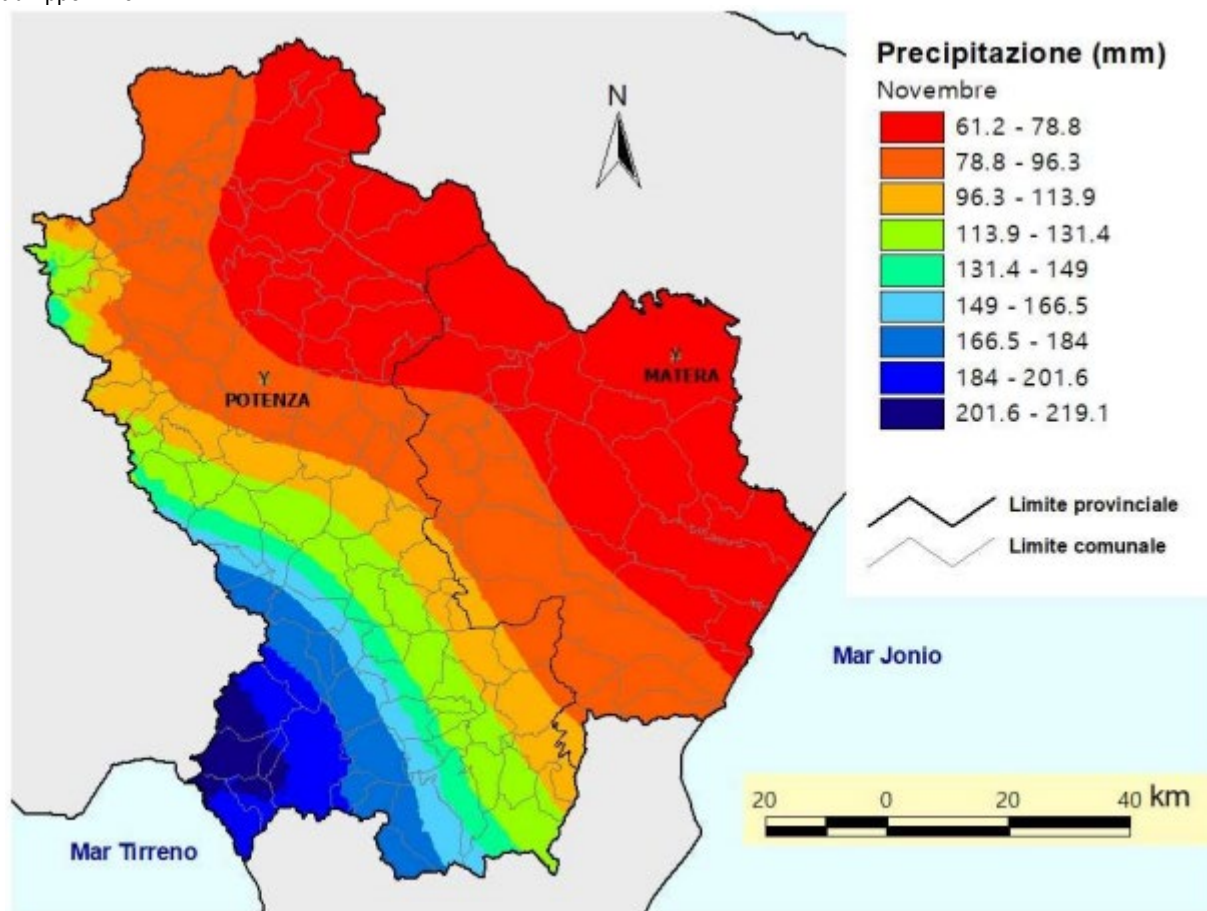 Precipitazione (mm)
Novembre
61.2 - 78.8
78.8 - 96.3
96.3 - 113.9
113.9 - 131.4
131.4 - 149
149 - 166.5
166.5 - 184
184 - 201.6
201.6 - 219.1
Limite provinciale
Limite comunale
N
Y
MATERA
Y
POTENZA
Mar Jonio
20 0 20 40 km
Mar Tirreno